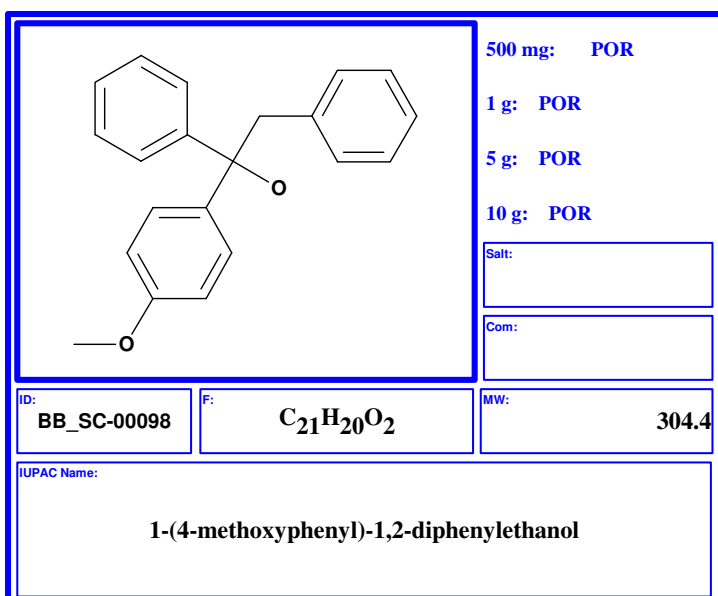 500 mg: POR
1 g: POR
5 g: POR
10 g: POR
O
O
Salt:
Com:
ID:
BB_SC-00098
F:
C21H20O2
MW:
304.4
IUPAC Name:
1-(4-methoxyphenyl)-1,2-diphenylethanol